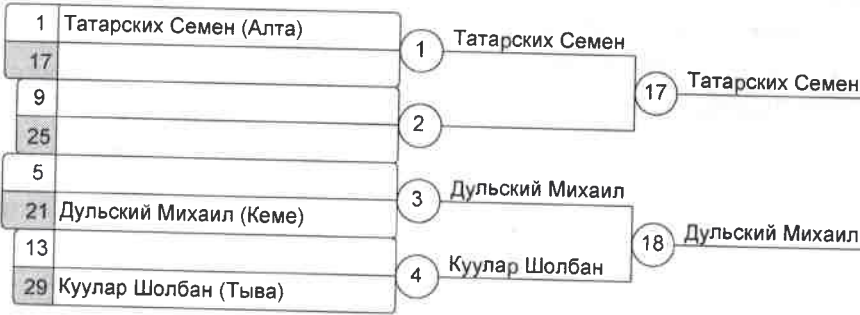 1 Татарских Семен (Алта)
17
1 Татарских Семен
17 Татарских Семен
9
25
2
5
21 Дульский Михаил (Кеме)
3 Дульский Михаил
18 Дульский Михаил
13
29 Куулар Шолбан (Тыва)
4 Куулар Шолбан